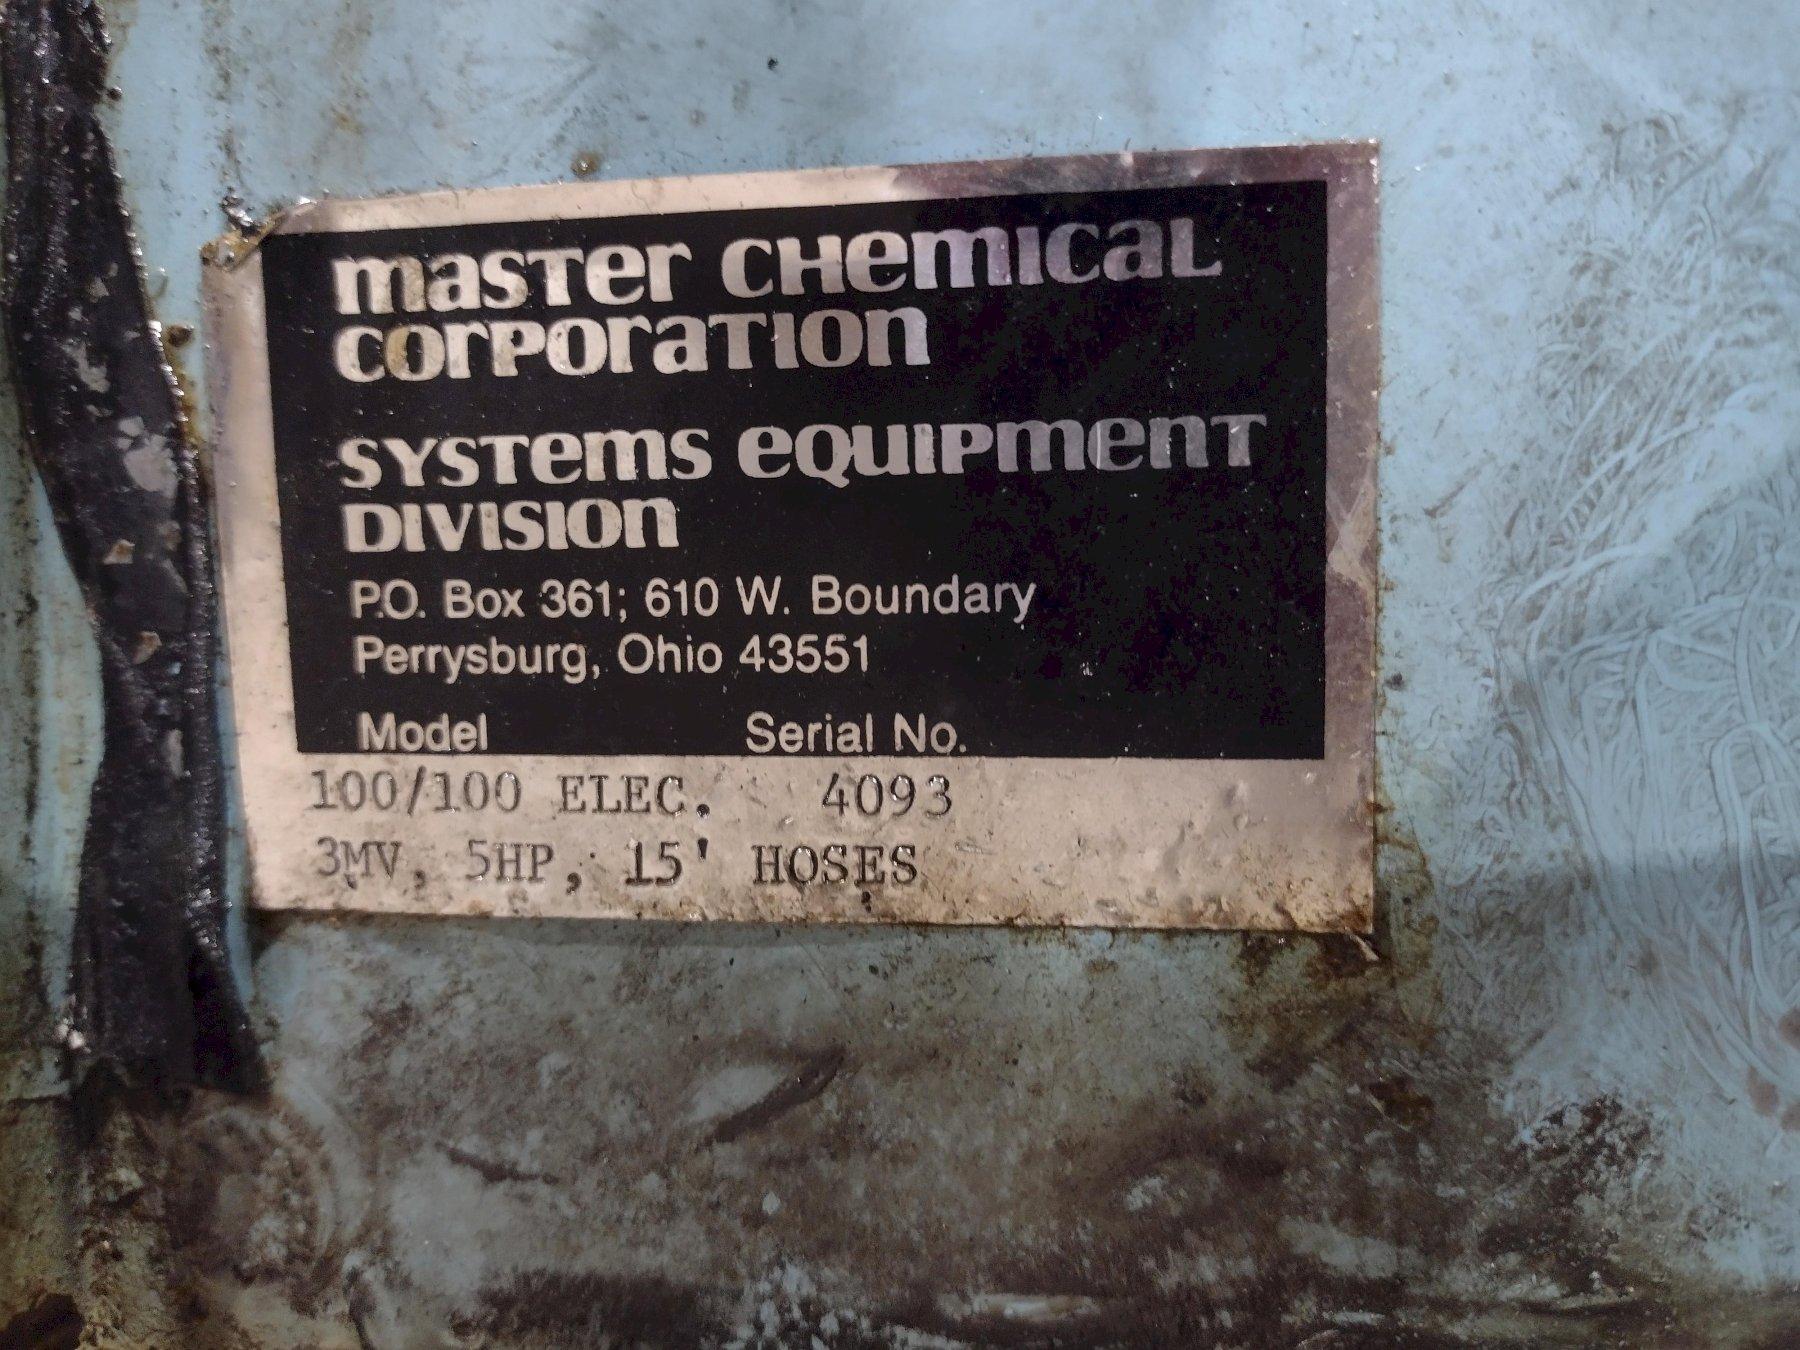 master chemical
corporation
systems equipment
division
P.O. Box 361; 610 W. Boundary
Perrysburg, Ohio 43551
Model Serial No.
100/100 ELEC. 4093
3MV, 5HP, 15' HOSES